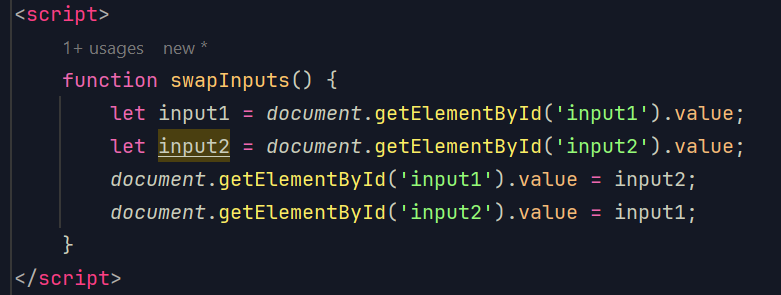 <script>
1+ usages new *
function swapInputs() {
let input1 = document.getElementById('input1').value;
let input2 = document.getElementById('input2').value;
document.getElementById('input1').value = input2;
document.getElementById('input2').value = input1;
}
</script>